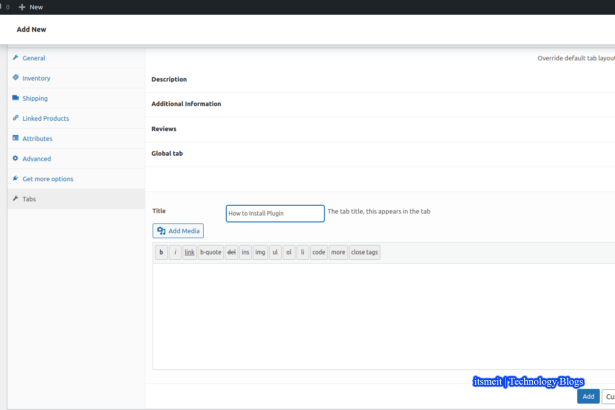 0 New
Add New
General
Inventory
Shipping
Linked Products
Attributes
Advanced
Get more options
Tabs
Override default tab layout
Description
Additional Information
Reviews
Global tab
Title How to Install Plugin The tab title, this appears in the tab
Add Media
b i link b-quote del ins img ul ol li code more close tags
itsmeit | Technology Blogs
Add Cu